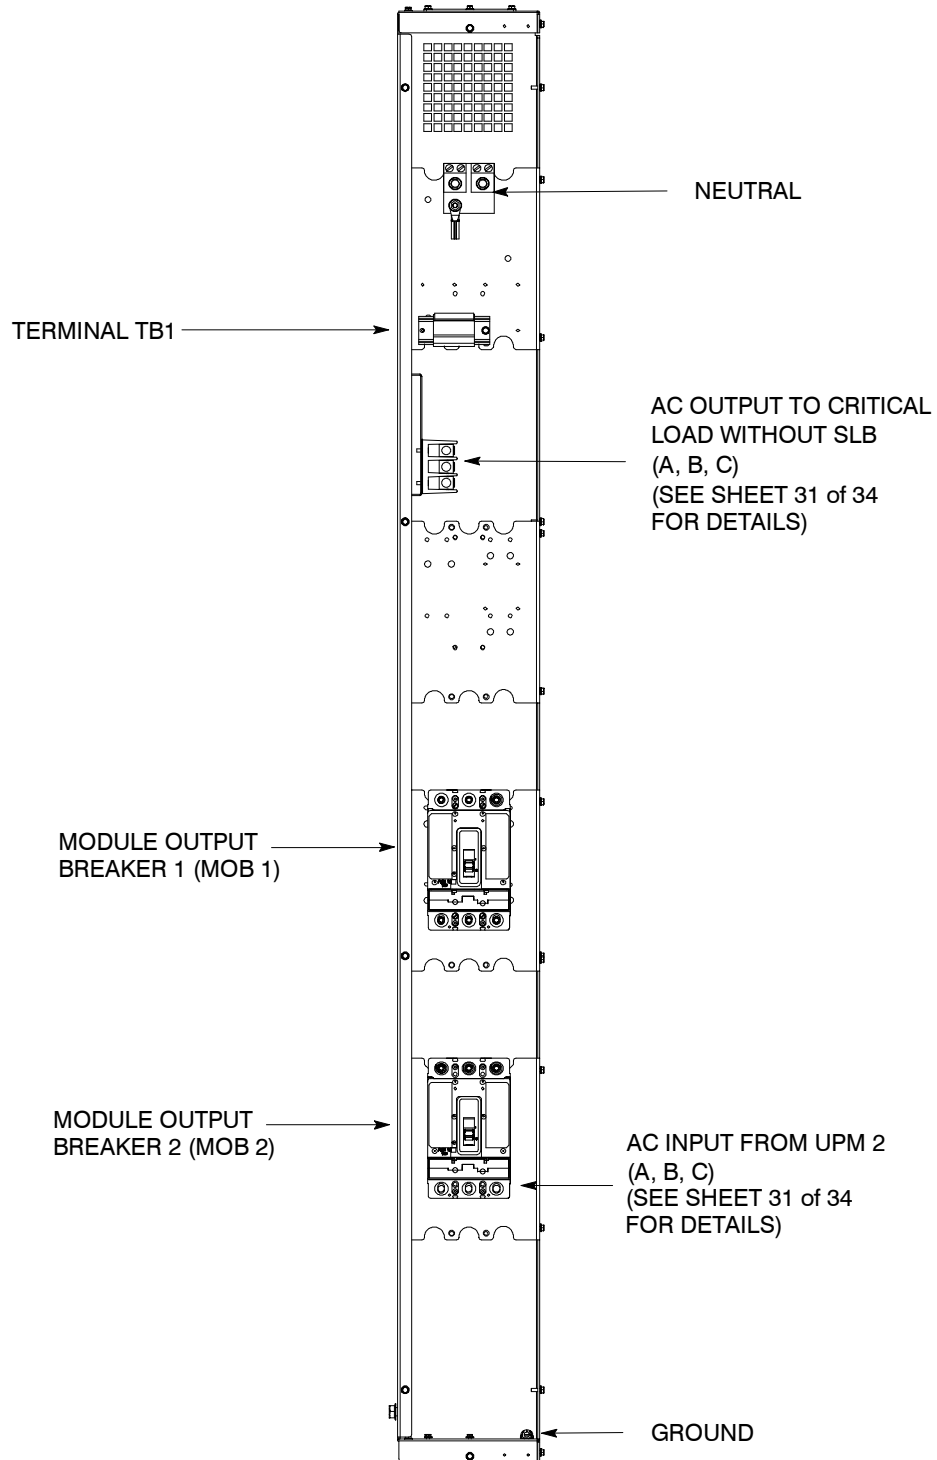 NEUTRAL
TERMINAL TB1
AC OUTPUT TO CRITICAL
LOAD WITHOUT SLB
(A, B, C)
(SEE SHEET 31 of 34
FOR DETAILS)
MODULE OUTPUT
BREAKER 1 (MOB 1)
MODULE OUTPUT
BREAKER 2 (MOB 2)
AC INPUT FROM UPM 2
(A, B, C)
(SEE SHEET 31 of 34
FOR DETAILS)
GROUND